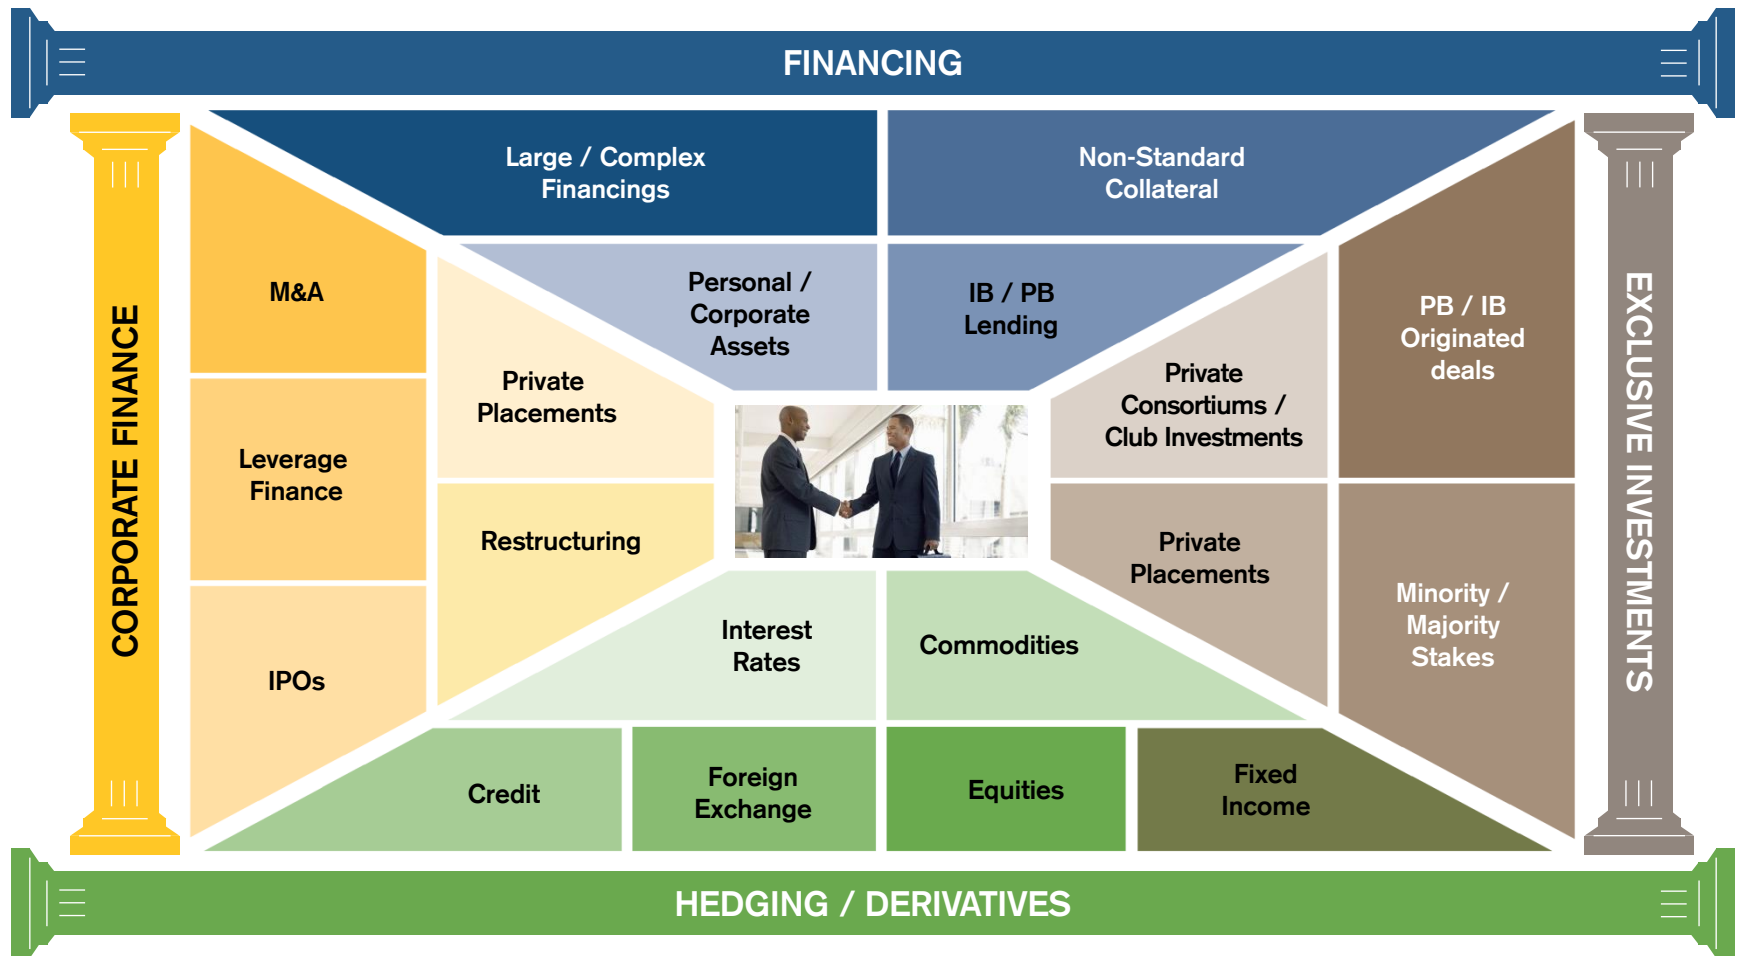 FINANCING
Large / Complex
Financings
Non-Standard
Collateral
Personal /
Corporate
Assets
IB / PB
Lending
CORPORATE FINANCE
M&A
Leverage
Finance
IPOs
Private
Placements
Restructuring
Private
Consortiums /
Club Investments
Private
Placements
PB / IB
Originated
deals
Minority /
Majority
Stakes
EXCLUSIVE INVESTMENTS
Interest
Rates
Commodities
Credit
Foreign
Exchange
Equities
Fixed
Income
HEDGING / DERIVATIVES